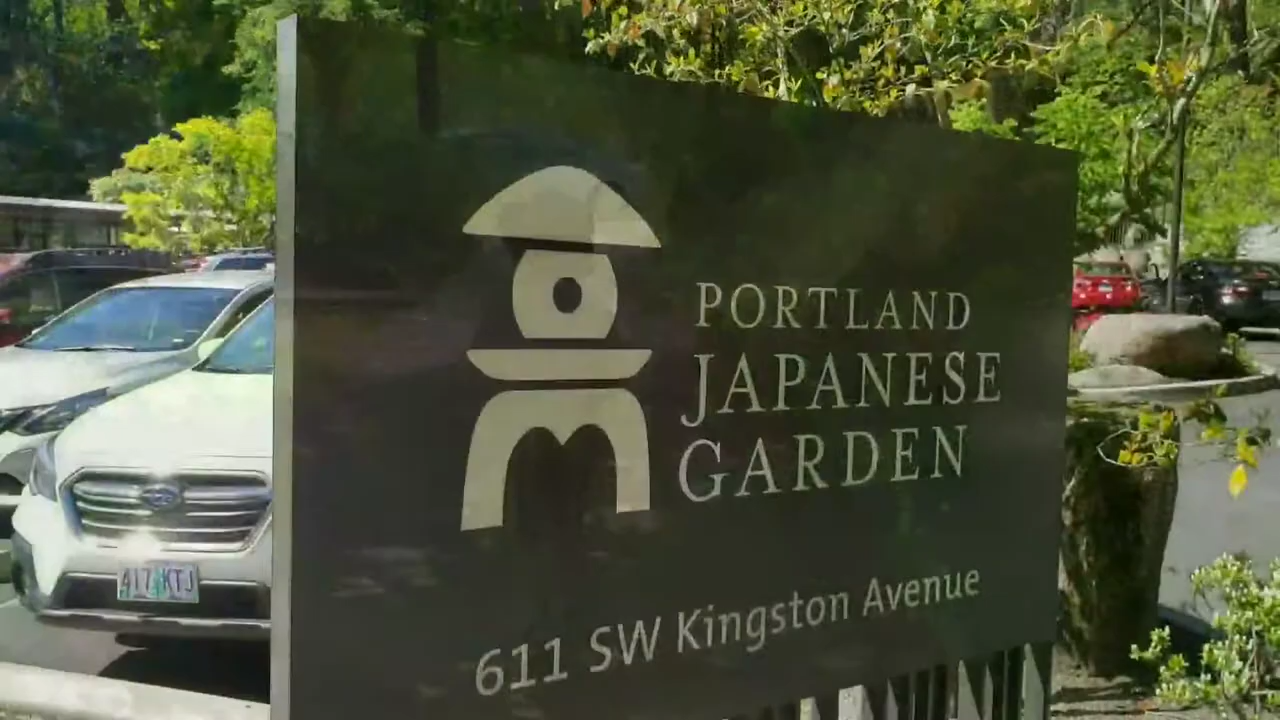 PORTLAND
JAPANESE
GARDEN
611 SW Kingston Avenue
417 KTJ